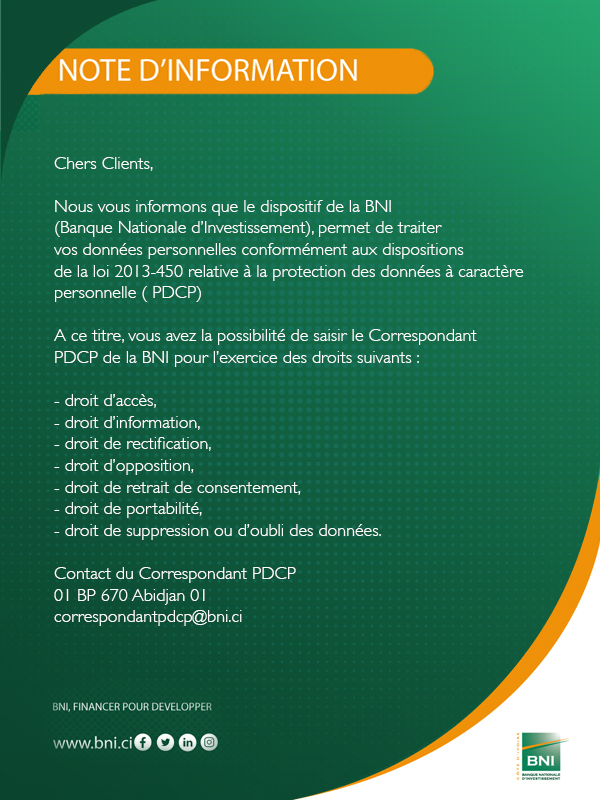 NOTE D'INFORMATION
Chers Clients,
Nous vous informons que le dispositif de la BNI
(Banque Nationale d'Investissement), permet de traiter
vos données personnelles conformément aux dispositions
de la loi 2013-450 relative à la protection des données à caractère
personnelle ( PDCP)
A ce titre, vous avez la possibilité de saisir le Correspondant
PDCP de la BNI pour l'exercice des droits suivants :
- droit d'accès,
- droit d'information,
- droit de rectification,
- droit d'opposition,
- droit de retrait de consentement,
- droit de portabilité,
- droit de suppression ou d'oubli des données.
Contact du Correspondant PDCP
01 BP 670 Abidjan 01
correspondantpdcp@bni.ci
BNI, FINANCER POUR DEVELOPPER
www.bni.ci
BNI
BANQUE NATIONALE
D'INVESTISSEMENT